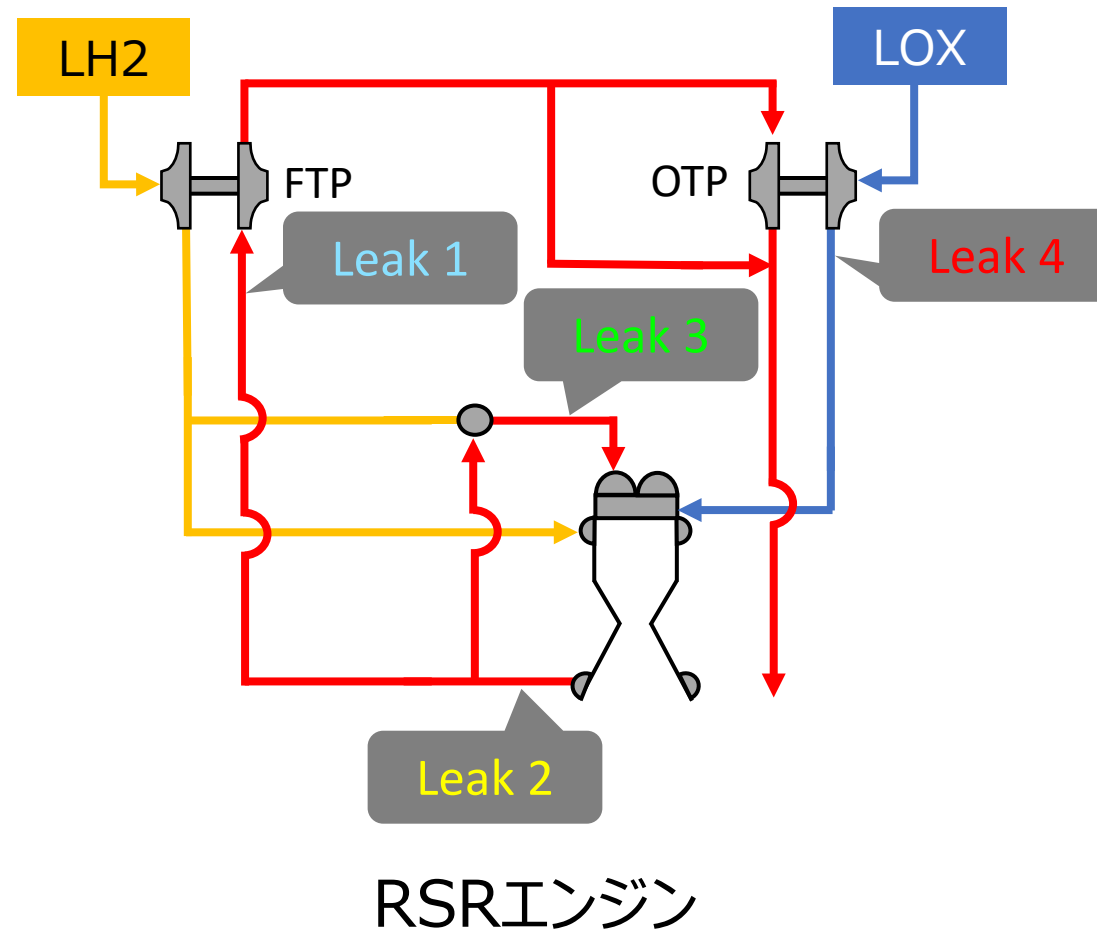 LH2
LOX
FTP
OTP
Leak 1
Leak 4
Leak 3
Leak 2
RSRエンジン